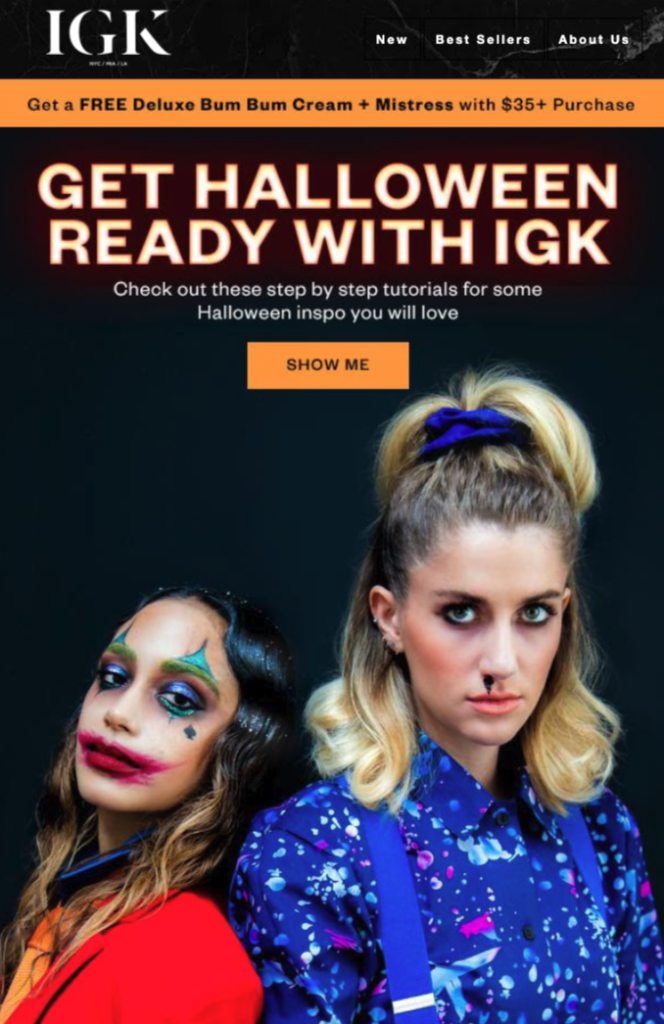 IGK
NYC / MIA / LA
New Best Sellers About Us
Get a FREE Deluxe Bum Bum Cream + Mistress with $35+ Purchase
GET HALLOWEEN
READY WITH IGK
Check out these step by step tutorials for some
Halloween inspo you will love
SHOW ME